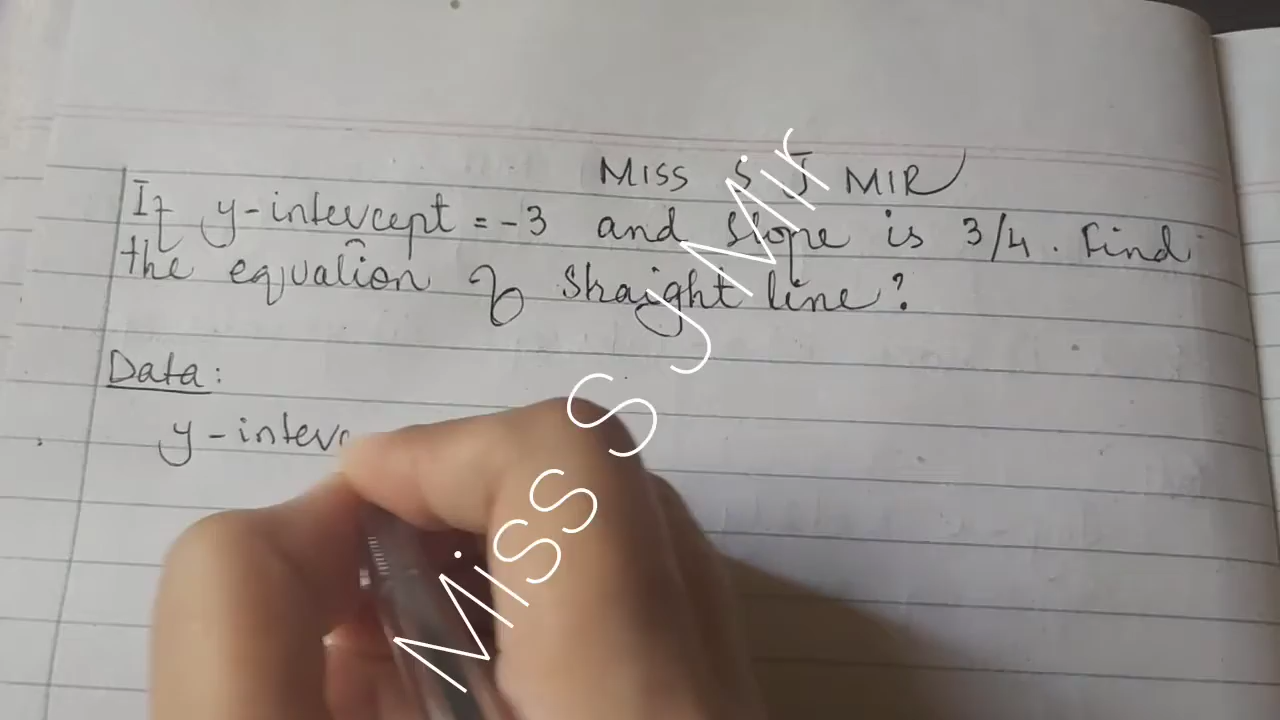 MISS S J MIR
If y-intercept = -3 and slope is 3/4. Find
the equation of straight line?
Data:
y-interc
Miss S J Mir